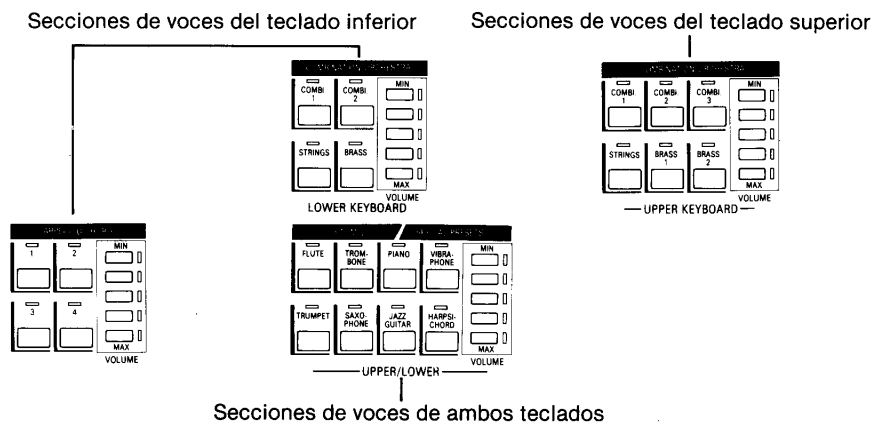 Secciones de voces del teclado inferior
Secciones de voces del teclado superior
COMBI. 1
COMBI. 2
MIN
STRINGS
BRASS
MAX
VOLUME
LOWER KEYBOARD
COMBI. 1
COMBI. 2
COMBI. 3
MIN
STRINGS
BRASS 1
BRASS 2
MAX
VOLUME
UPPER KEYBOARD
1
2
MIN
3
4
MAX
VOLUME
PRESETS
FLUTE
TROM-
BONE
PIANO
VIBRA-
PHONE
MIN
TRUMPET
SAXO-
PHONE
JAZZ
GUITAR
HARPSI-
CHORD
MAX
VOLUME
UPPER/LOWER
Secciones de voces de ambos teclados